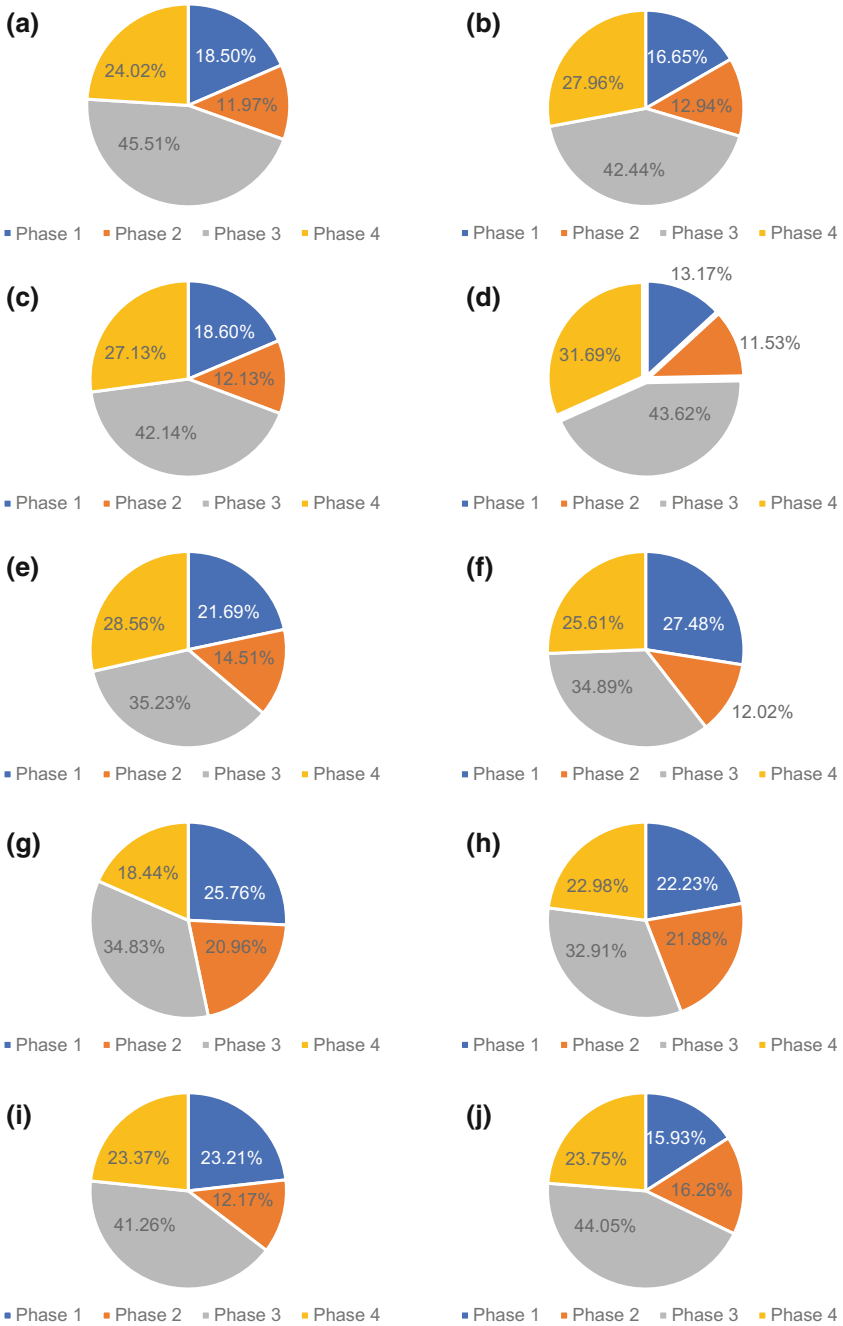 (a)
18.50%
24.02%
11.97%
45.51%
Phase 1 Phase 2 Phase 3 Phase 4
(b)
16.65%
27.96%
12.94%
42.44%
Phase 1 Phase 2 Phase 3 Phase 4
(c)
18.60%
27.13%
12.13%
42.14%
Phase 1 Phase 2 Phase 3 Phase 4
(d)
13.17%
11.53%
31.69%
43.62%
Phase 1 Phase 2 Phase 3 Phase 4
(e)
21.69%
28.56%
14.51%
35.23%
Phase 1 Phase 2 Phase 3 Phase 4
(f)
27.48%
25.61%
34.89%
12.02%
Phase 1 Phase 2 Phase 3 Phase 4
(g)
18.44%
25.76%
34.83%
20.96%
Phase 1 Phase 2 Phase 3 Phase 4
(h)
22.98%
22.23%
21.88%
32.91%
Phase 1 Phase 2 Phase 3 Phase 4
(i)
23.37%
23.21%
12.17%
41.26%
Phase 1 Phase 2 Phase 3 Phase 4
(j)
15.93%
23.75%
16.26%
44.05%
Phase 1 Phase 2 Phase 3 Phase 4